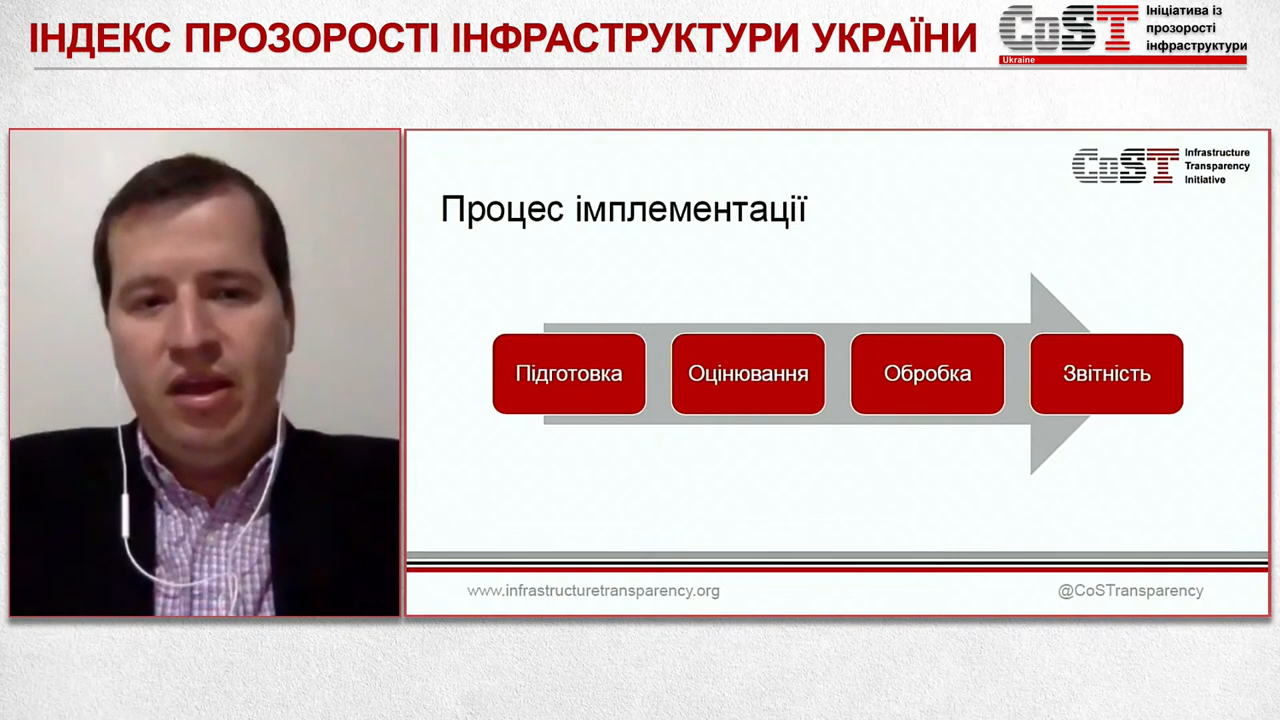 ІНДЕКС ПРОЗОРОСТІ ІНФРАСТРУКТУРИ УКРАЇНИ
CoST
Ініціатива із
прозорості
інфраструктури
Ukraine
CoST
Infrastructure
Transparency
Initiative
Процес імплементації
Підготовка
Оцінювання
Обробка
Звітність
www.infrastructuretransparency.org
@CoSTransparency